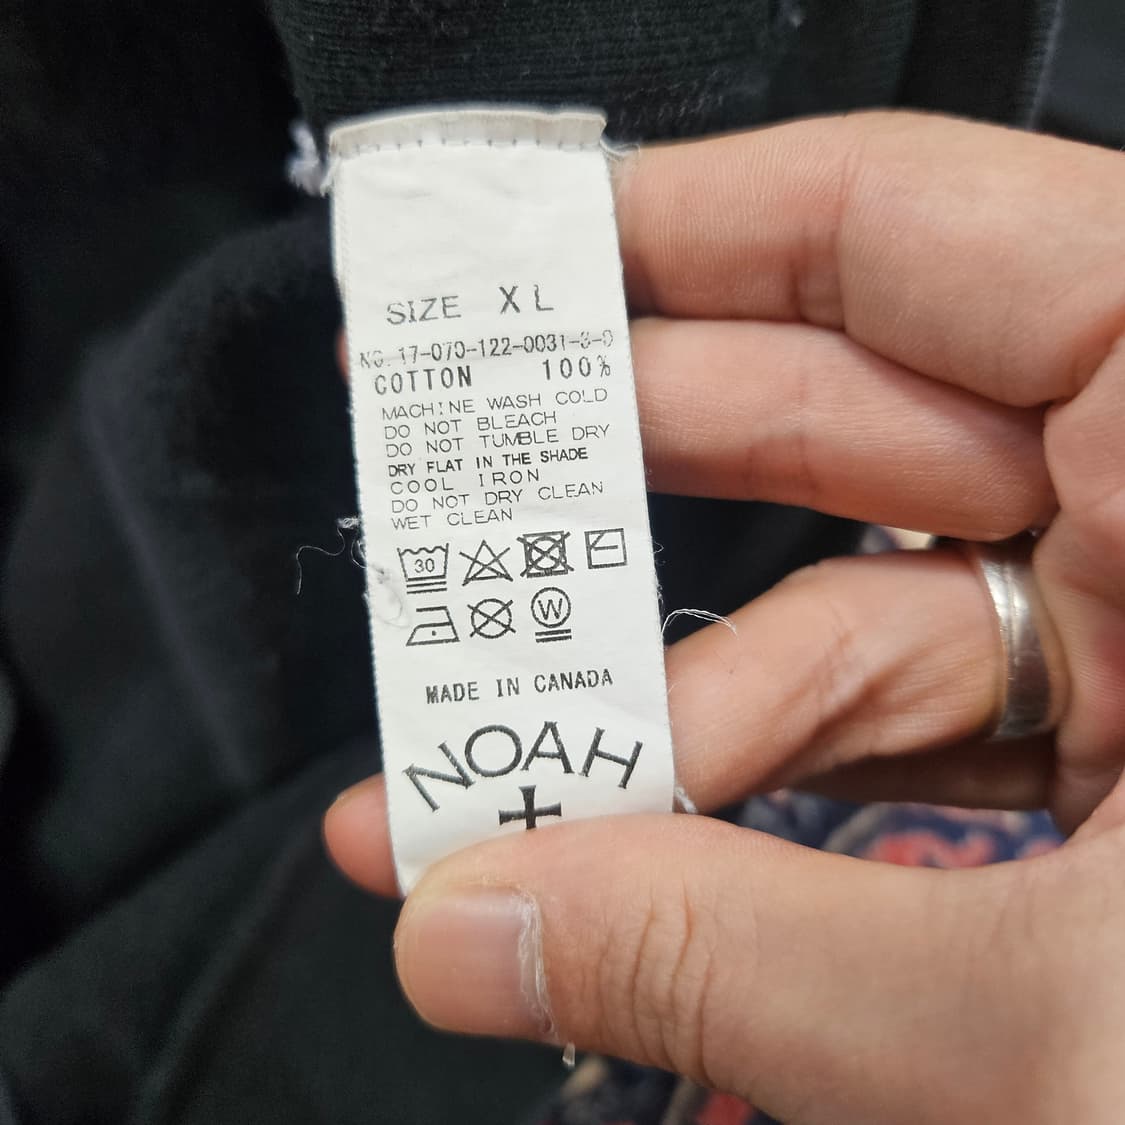 SIZE XL
NO. 17-070-122-0031-3-0
COTTON 100%
MACHINE WASH COLD
DO NOT BLEACH
DO NOT TUMBLE DRY
DRY FLAT IN THE SHADE
COOL IRON
DO NOT DRY CLEAN
WET CLEAN
30
W
MADE IN CANADA
NOAH